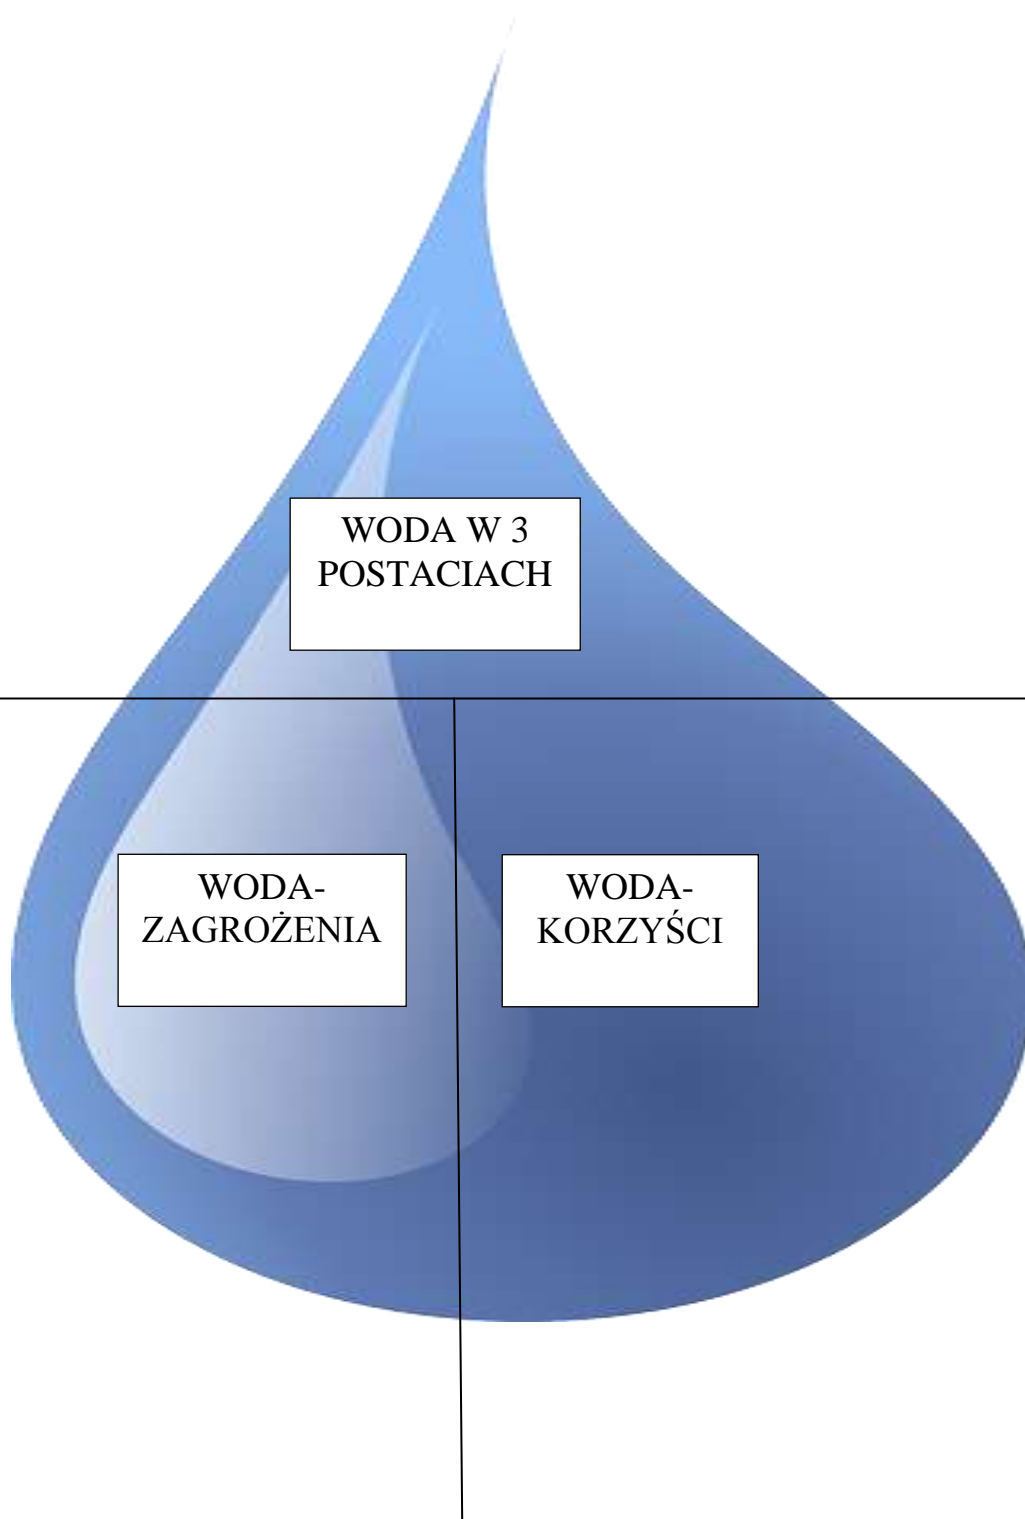 WODA W 3
POSTACIACH
WODA-
ZAGROŻENIA
WODA-
KORZYŚCI